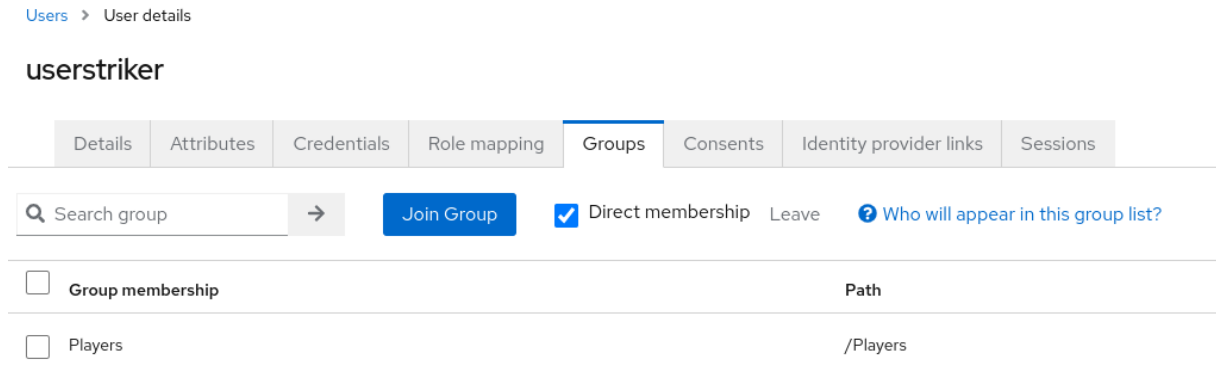 Users > User details
userstriker
Details Attributes Credentials Role mapping Groups Consents Identity provider links Sessions
Search group Join Group Direct membership Leave Who will appear in this group list?
Group membership Path
Players /Players